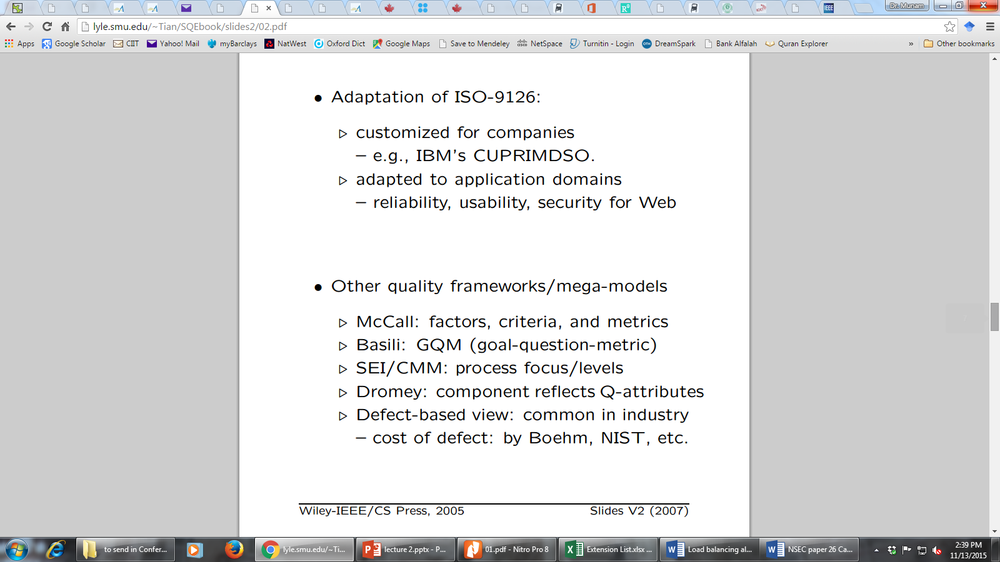 Dr. Munam
lyle.smu.edu/~Tian/SQEbook/slides2/02.pdf
Apps Google Scholar CIIT Yahoo! Mail myBarclays NatWest Oxford Dict Google Maps Save to Mendeley NetSpace Turnitin - Login DreamSpark Bank Alfalah Quran Explorer » Other bookmarks
• Adaptation of ISO-9126:
▷ customized for companies
– e.g., IBM's CUPRIMDSO.
▷ adapted to application domains
– reliability, usability, security for Web
• Other quality frameworks/mega-models
▷ McCall: factors, criteria, and metrics
▷ Basili: GQM (goal-question-metric)
▷ SEI/CMM: process focus/levels
▷ Dromey: component reflects Q-attributes
▷ Defect-based view: common in industry
– cost of defect: by Boehm, NIST, etc.
Wiley-IEEE/CS Press, 2005 Slides V2 (2007)
to send in Confer... lyle.smu.edu/~Ti... lecture 2.pptx - P... 01.pdf - Nitro Pro 8 Extension List.xlsx ... Load balancing al... NSEC paper 26 Ca... 2:39 PM
11/13/2015